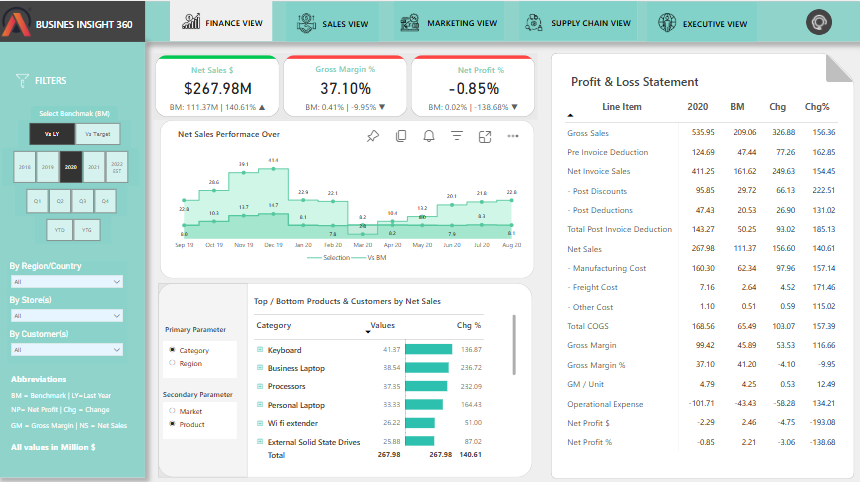 BUSINES INSIGHT 360
FINANCE VIEW
SALES VIEW
MARKETING VIEW
SUPPLY CHAIN VIEW
EXECUTIVE VIEW
FILTERS
Select Benchmak (BM)
Vs LY
Vs Target
2018
2019
2020
2021
2022
EST
Q1
Q2
Q3
Q4
YTD
YTG
By Region/Country
All
By Store(s)
All
By Customer(s)
All
Abbreviations
BM = Benchmark | LY=Last Year
NP= Net Profit | Chg = Change
GM = Gross Margin | NS = Net Sales
All values in Million $
Net Sales $
$267.98M
BM: 111.37M | 140.61% ▲
Gross Margin %
37.10%
BM: 0.41% | -9.95% ▼
Net Profit %
-0.85%
BM: 0.02% | -138.68% ▼
Net Sales Performace Over
22.8 28.6 39.1 41.4 22.9 22.1 8.2 10.4 13.2 20.1 21.8 22.8
8.0 10.3 13.7 14.7 8.1 7.8 8.2 7.9 8.3 8.1
Sep 19 Oct 19 Nov 19 Dec 19 Jan 20 Feb 20 Mar 20 Apr 20 May 20 Jun 20 Jul 20 Aug 20
Selection Vs BM
Primary Parameter
Category
Region
Secondary Parameter
Market
Product
Top / Bottom Products & Customers by Net Sales
Category Values Chg %
Keyboard 41.37 136.87
Business Laptop 38.54 236.72
Processors 37.35 232.09
Personal Laptop 33.33 164.43
Wi fi extender 26.22 51.00
External Solid State Drives 25.88 87.02
Total 267.98 267.98 140.61
Profit & Loss Statement
Line Item 2020 BM Chg Chg%
Gross Sales 535.95 209.06 326.88 156.36
Pre Invoice Deduction 124.69 47.44 77.26 162.85
Net Invoice Sales 411.25 161.62 249.63 154.45
- Post Discounts 95.85 29.72 66.13 222.51
- Post Deductions 47.43 20.53 26.90 131.02
Total Post Invoice Deduction 143.27 50.25 93.02 185.13
Net Sales 267.98 111.37 156.60 140.61
- Manufacturing Cost 160.30 62.34 97.96 157.14
- Freight Cost 7.16 2.64 4.52 171.46
- Other Cost 1.10 0.51 0.59 115.02
Total COGS 168.56 65.49 103.07 157.39
Gross Margin 99.42 45.89 53.53 116.66
Gross Margin % 37.10 41.20 -4.10 -9.95
GM / Unit 4.79 4.25 0.53 12.49
Operational Expense -101.71 -43.43 -58.28 134.21
Net Profit $ -2.29 2.46 -4.75 -193.08
Net Profit % -0.85 2.21 -3.06 -138.68